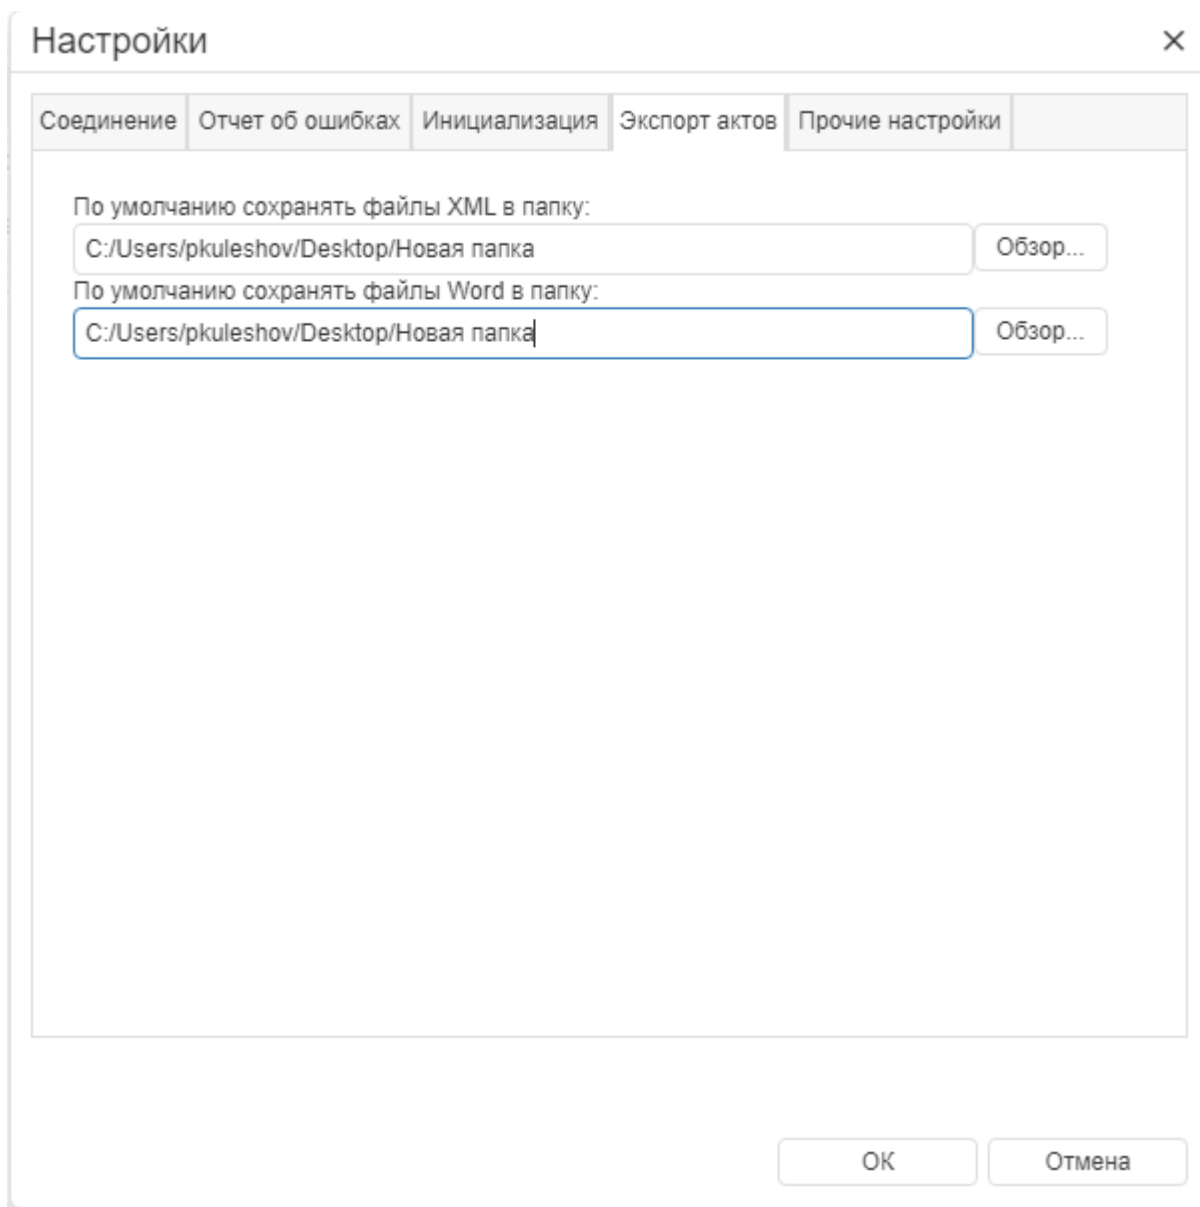 Настройки
Соединение Отчет об ошибках Инициализация Экспорт актов Прочие настройки
По умолчанию сохранять файлы XML в папку:
C:/Users/pkuleshov/Desktop/Новая папка Обзор...
По умолчанию сохранять файлы Word в папку:
C:/Users/pkuleshov/Desktop/Новая папка Обзор...
ОК Отмена